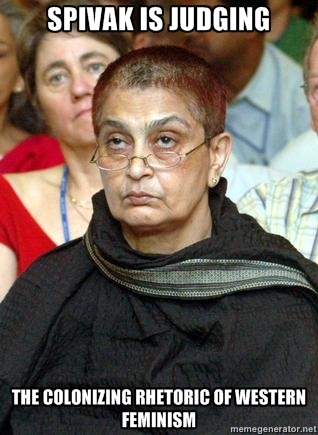 SPIVAK IS JUDGING
THE COLONIZING RHETORIC OF WESTERN
FEMINISM
memegenerator.net